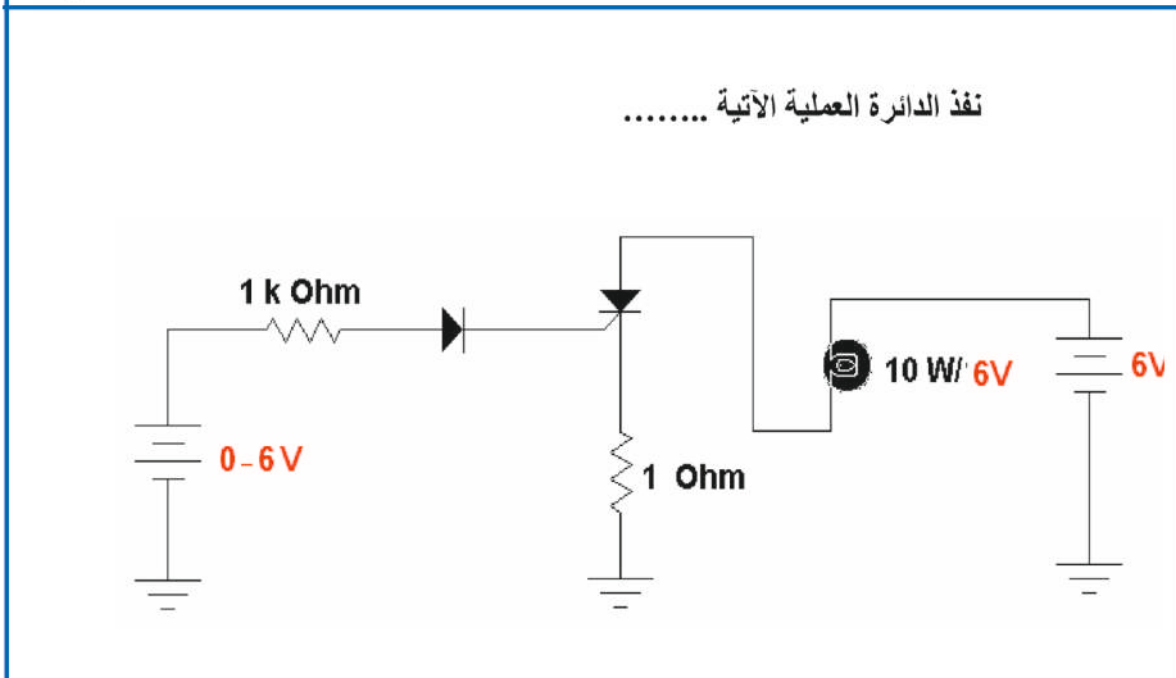 نفذ الدائرة العملية الآتية ........
1 k Ohm
10 W/ 6V
6V
0-6V
1 Ohm